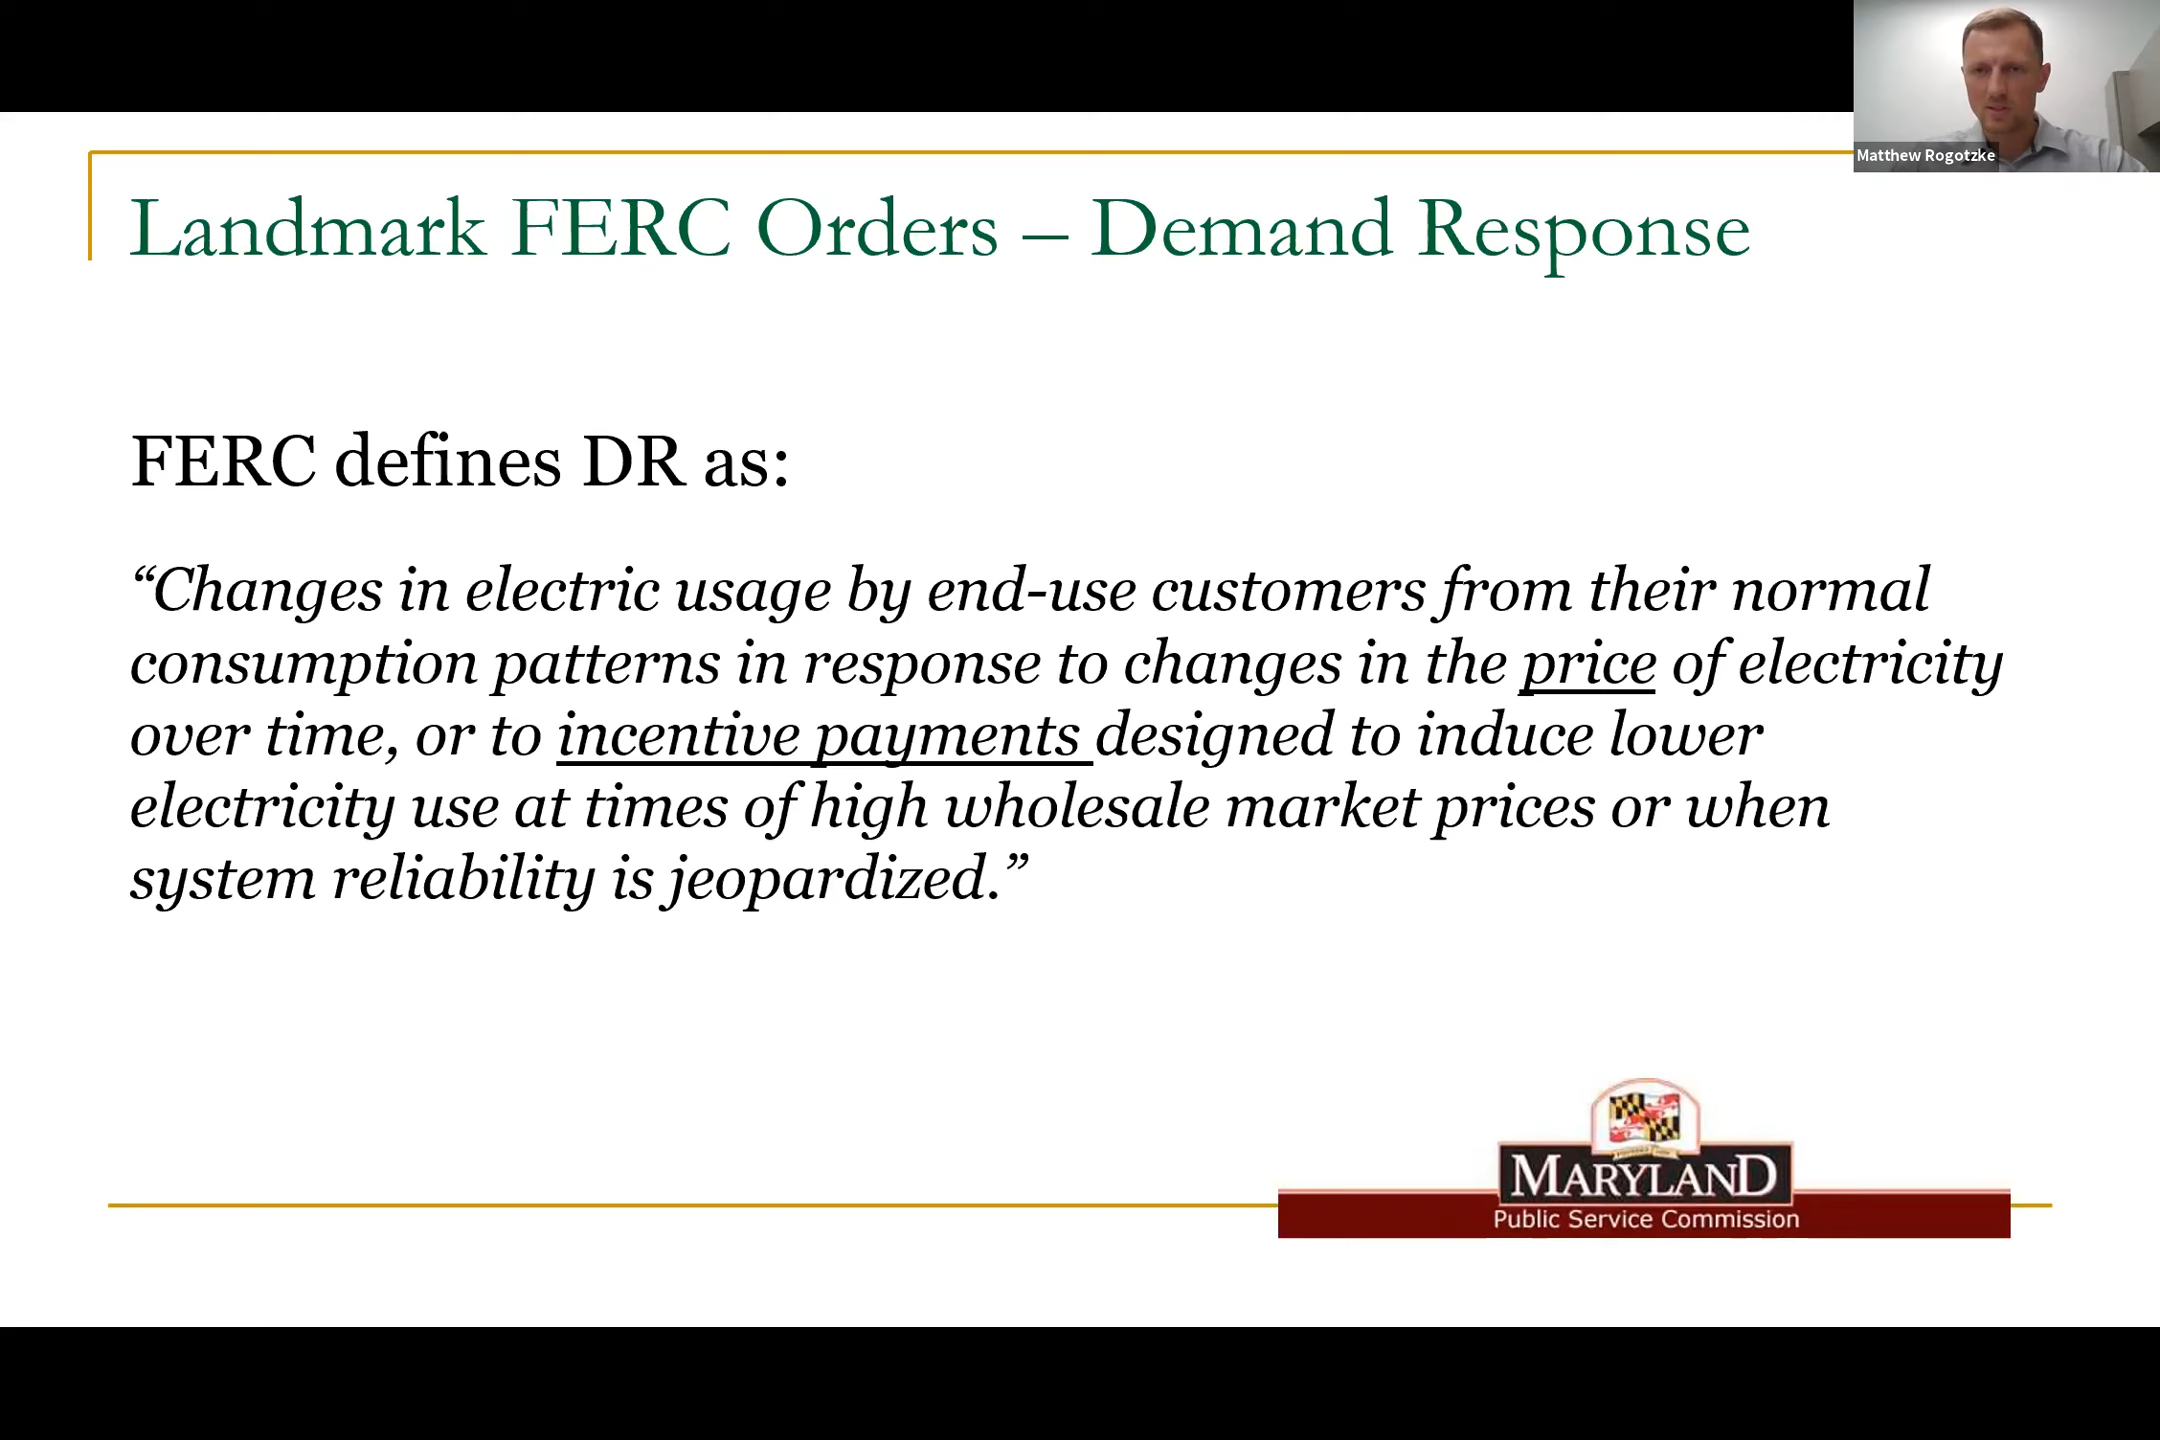 Matthew Rogotzke
Landmark FERC Orders – Demand Response
FERC defines DR as:
“Changes in electric usage by end-use customers from their normal
consumption patterns in response to changes in the price of electricity
over time, or to incentive payments designed to induce lower
electricity use at times of high wholesale market prices or when
system reliability is jeopardized.”
MARYLAND
Public Service Commission